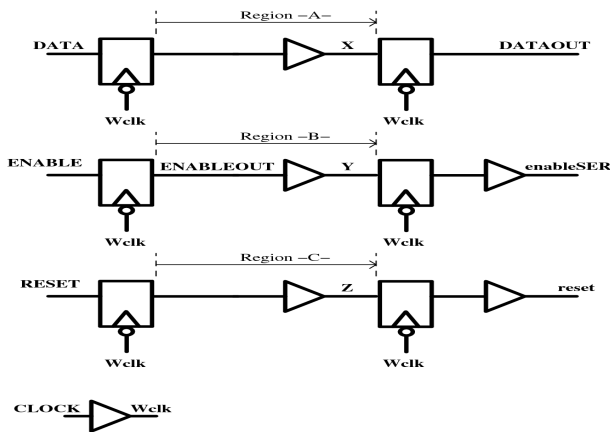 Region –A–
DATA X DATAOUT
Wclk Wclk
Region –B–
ENABLE ENABLEOUT Y enableSER
Wclk Wclk
Region –C–
RESET Z reset
Wclk Wclk
CLOCK Wclk